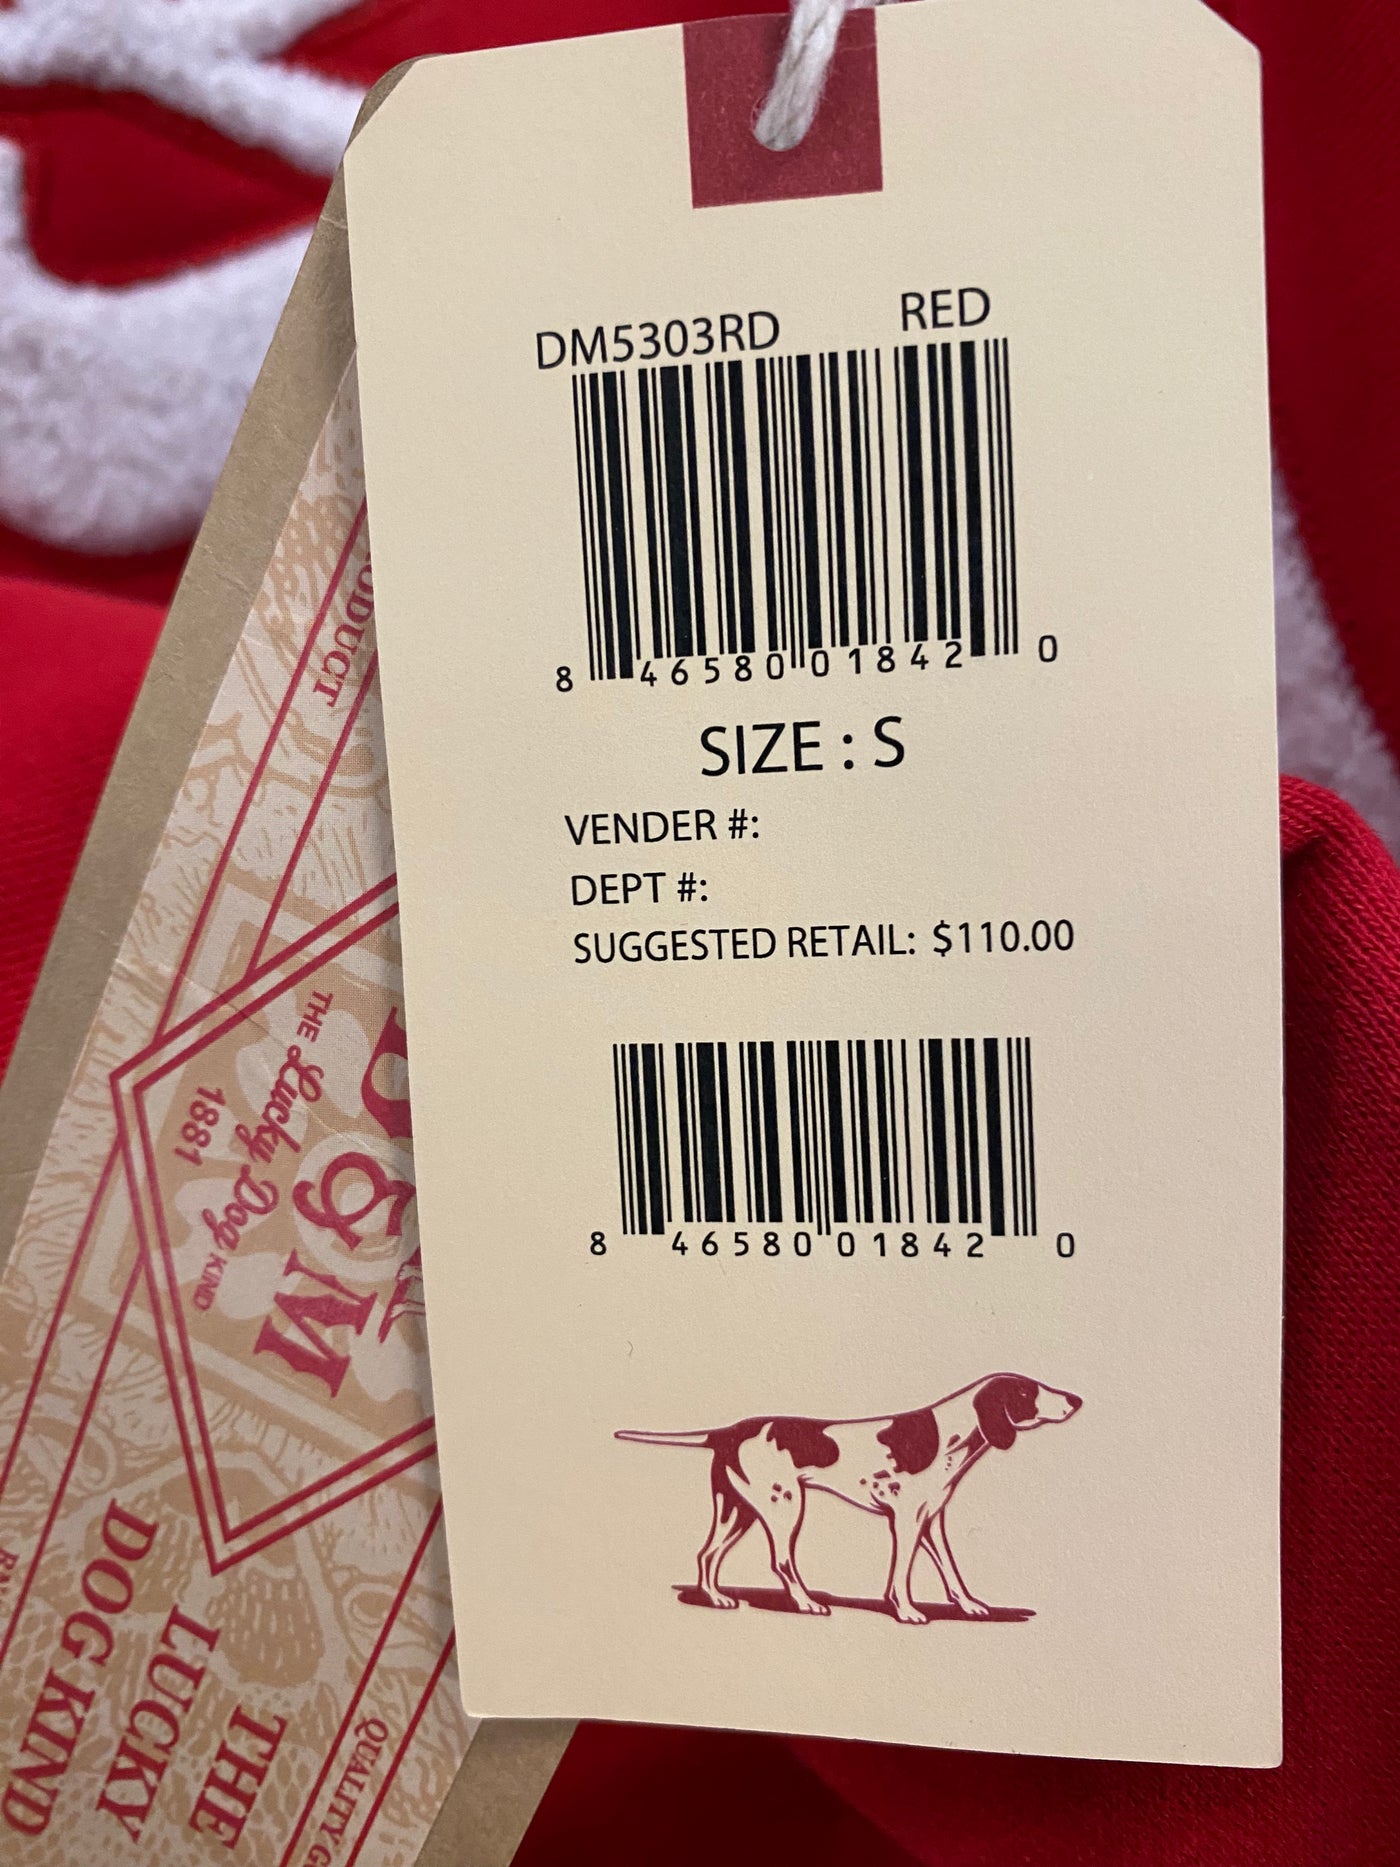 DM5303RD RED
8 46580 01842 0
SIZE : S
VENDER #:
DEPT #:
SUGGESTED RETAIL: $110.00
8 46580 01842 0
THE Lucky Dog KIND
1881
&M
THE
LUCKY
DOG KIND
QUALITY